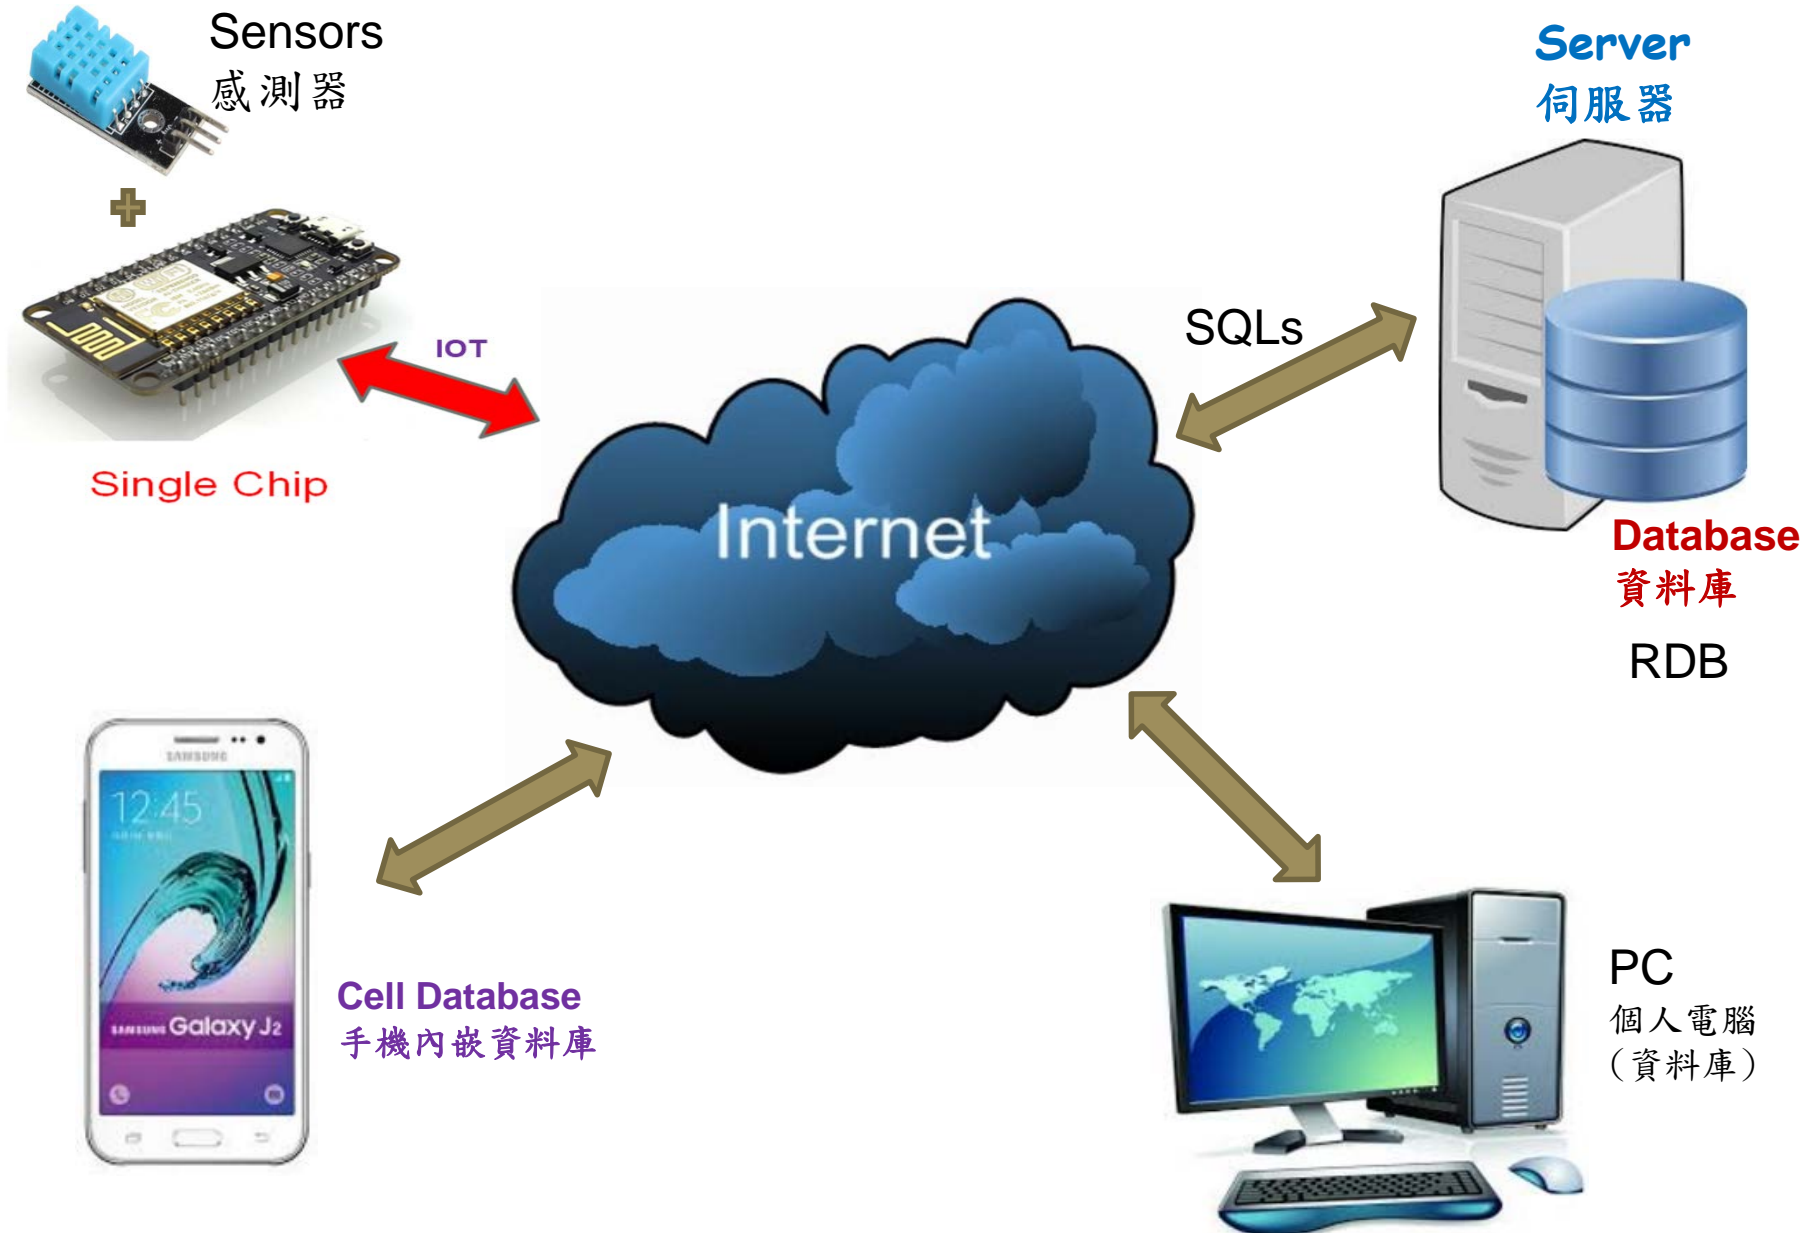 Sensors
感測器
Server
伺服器
IOT
SQLs
Single Chip
Internet
Database
資料庫
RDB
SAMSUNG
12:45
SAMSUNG Galaxy J2
Cell Database
手機內嵌資料庫
PC
個人電腦
(資料庫)